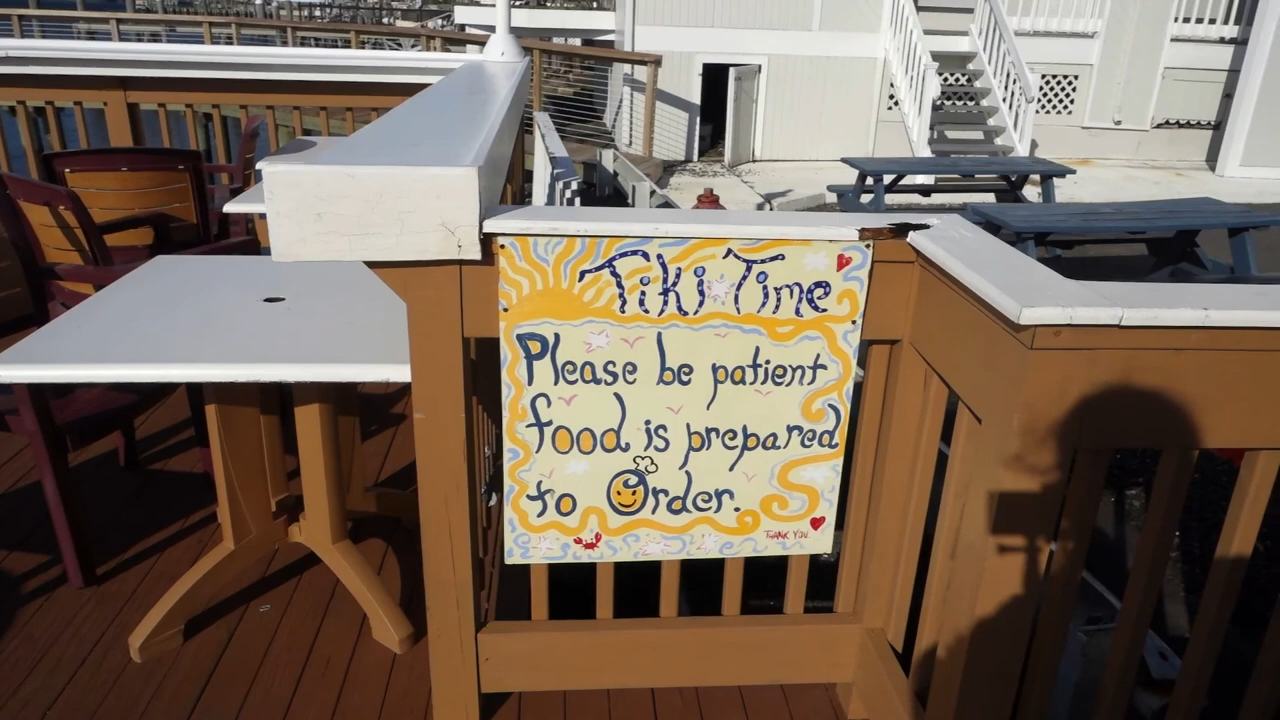 Tiki Time
Please be patient
food is prepared
to Order.
THANK YOU